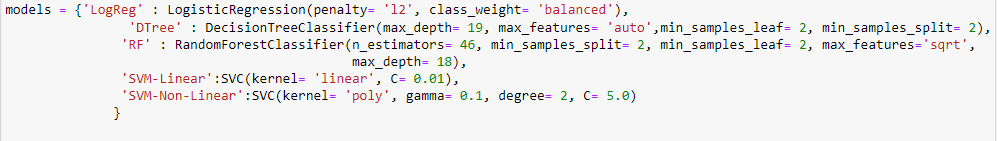 models = {'LogReg' : LogisticRegression(penalty= 'l2', class_weight= 'balanced'),
'DTree' : DecisionTreeClassifier(max_depth= 19, max_features= 'auto',min_samples_leaf= 2, min_samples_split= 2),
'RF' : RandomForestClassifier(n_estimators= 46, min_samples_split= 2, min_samples_leaf= 2, max_features='sqrt',
max_depth= 18),
'SVM-Linear':SVC(kernel= 'linear', C= 0.01),
'SVM-Non-Linear':SVC(kernel= 'poly', gamma= 0.1, degree= 2, C= 5.0)
}